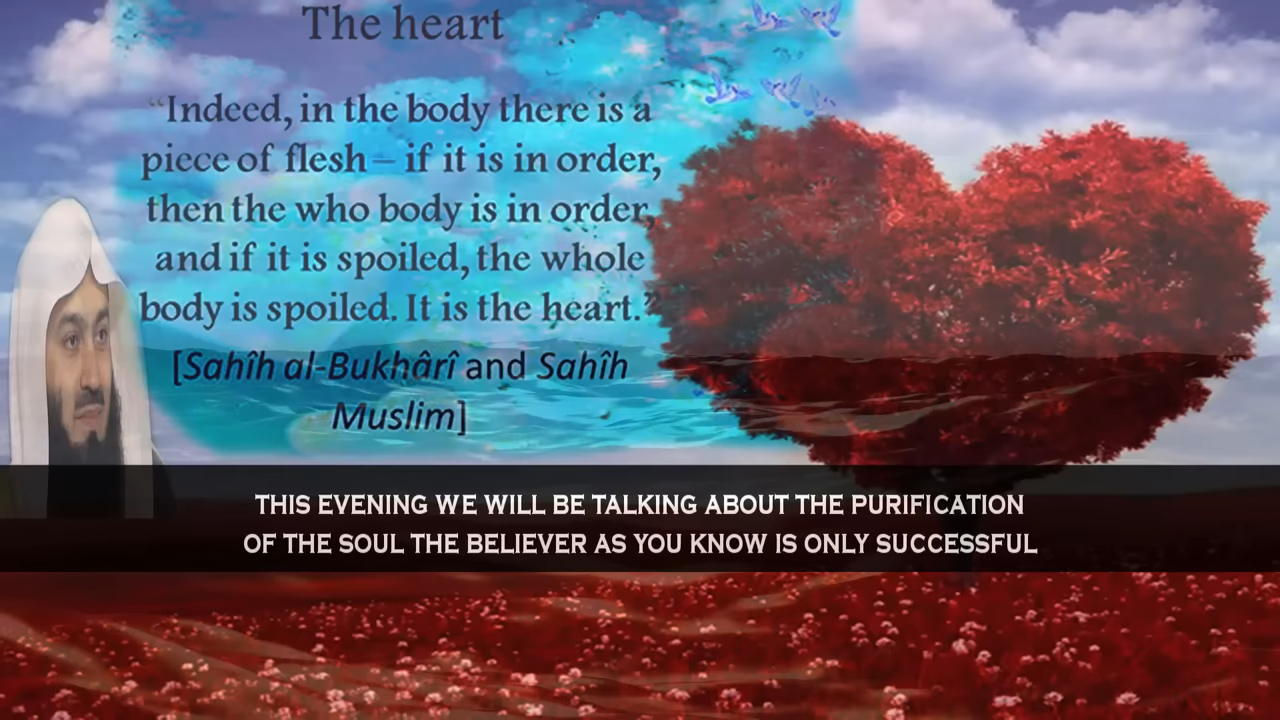 The heart
“Indeed, in the body there is a
piece of flesh – if it is in order,
then the who body is in order,
and if it is spoiled, the whole
body is spoiled. It is the heart.”
[Sahîh al-Bukhârî and Sahîh
Muslim]
THIS EVENING WE WILL BE TALKING ABOUT THE PURIFICATION
OF THE SOUL THE BELIEVER AS YOU KNOW IS ONLY SUCCESSFUL